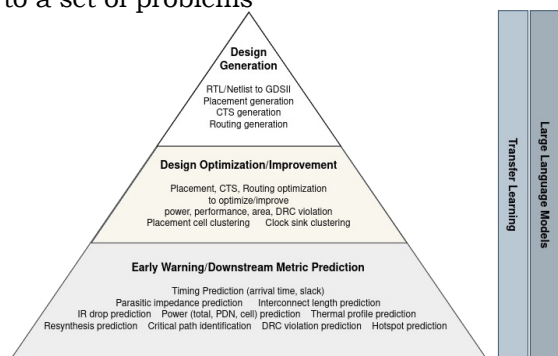 to a set of problems
Design
Generation
RTL/Netlist to GDSII
Placement generation
CTS generation
Routing generation
Design Optimization/Improvement
Placement, CTS, Routing optimization
to optimize/improve
power, performance, area, DRC violation
Placement cell clustering Clock sink clustering
Early Warning/Downstream Metric Prediction
Timing Prediction (arrival time, slack)
Parasitic impedance prediction Interconnect length prediction
IR drop prediction Power (total, PDN, cell) prediction Thermal profile prediction
Resynthesis prediction Critical path identification DRC violation prediction Hotspot prediction
Transfer Learning
Large Language Models